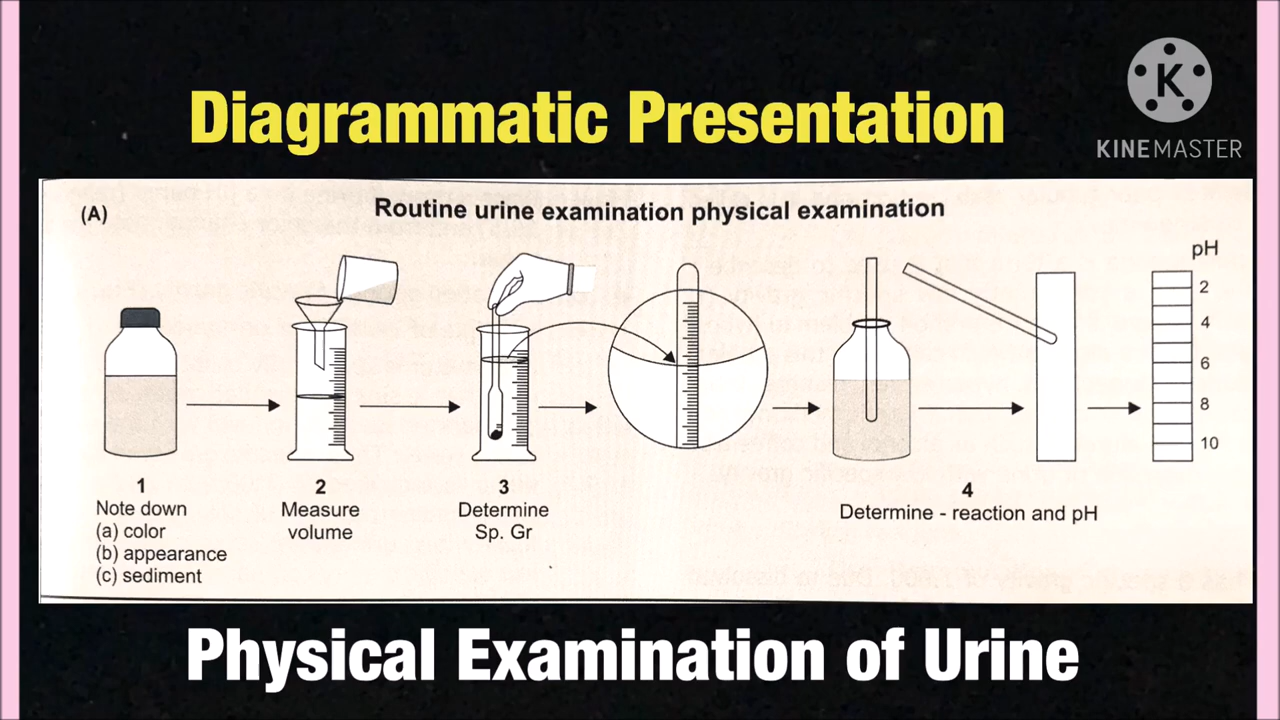 Diagrammatic Presentation
K
KINEMASTER
(A)
Routine urine examination physical examination
pH
2
4
6
8
10
1
Note down
(a) color
(b) appearance
(c) sediment
2
Measure
volume
3
Determine
Sp. Gr
4
Determine - reaction and pH
Physical Examination of Urine